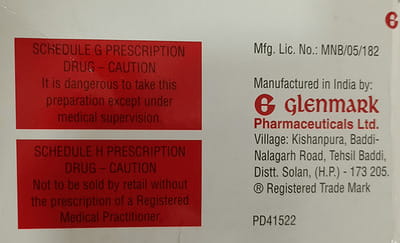 SCHEDULE G PRESCRIPTION
DRUG – CAUTION
It is dangerous to take this
preparation except under
medical supervision.
SCHEDULE H PRESCRIPTION
DRUG – CAUTION
Not to be sold by retail without
the prescription of a Registered
Medical Practitioner.
Mfg. Lic. No.: MNB/05/182
Manufactured in India by:
glenmark
Pharmaceuticals Ltd.
Village: Kishanpura, Baddi-
Nalagarh Road, Tehsil Baddi,
Distt. Solan, (H.P.) - 173 205.
® Registered Trade Mark
PD41522